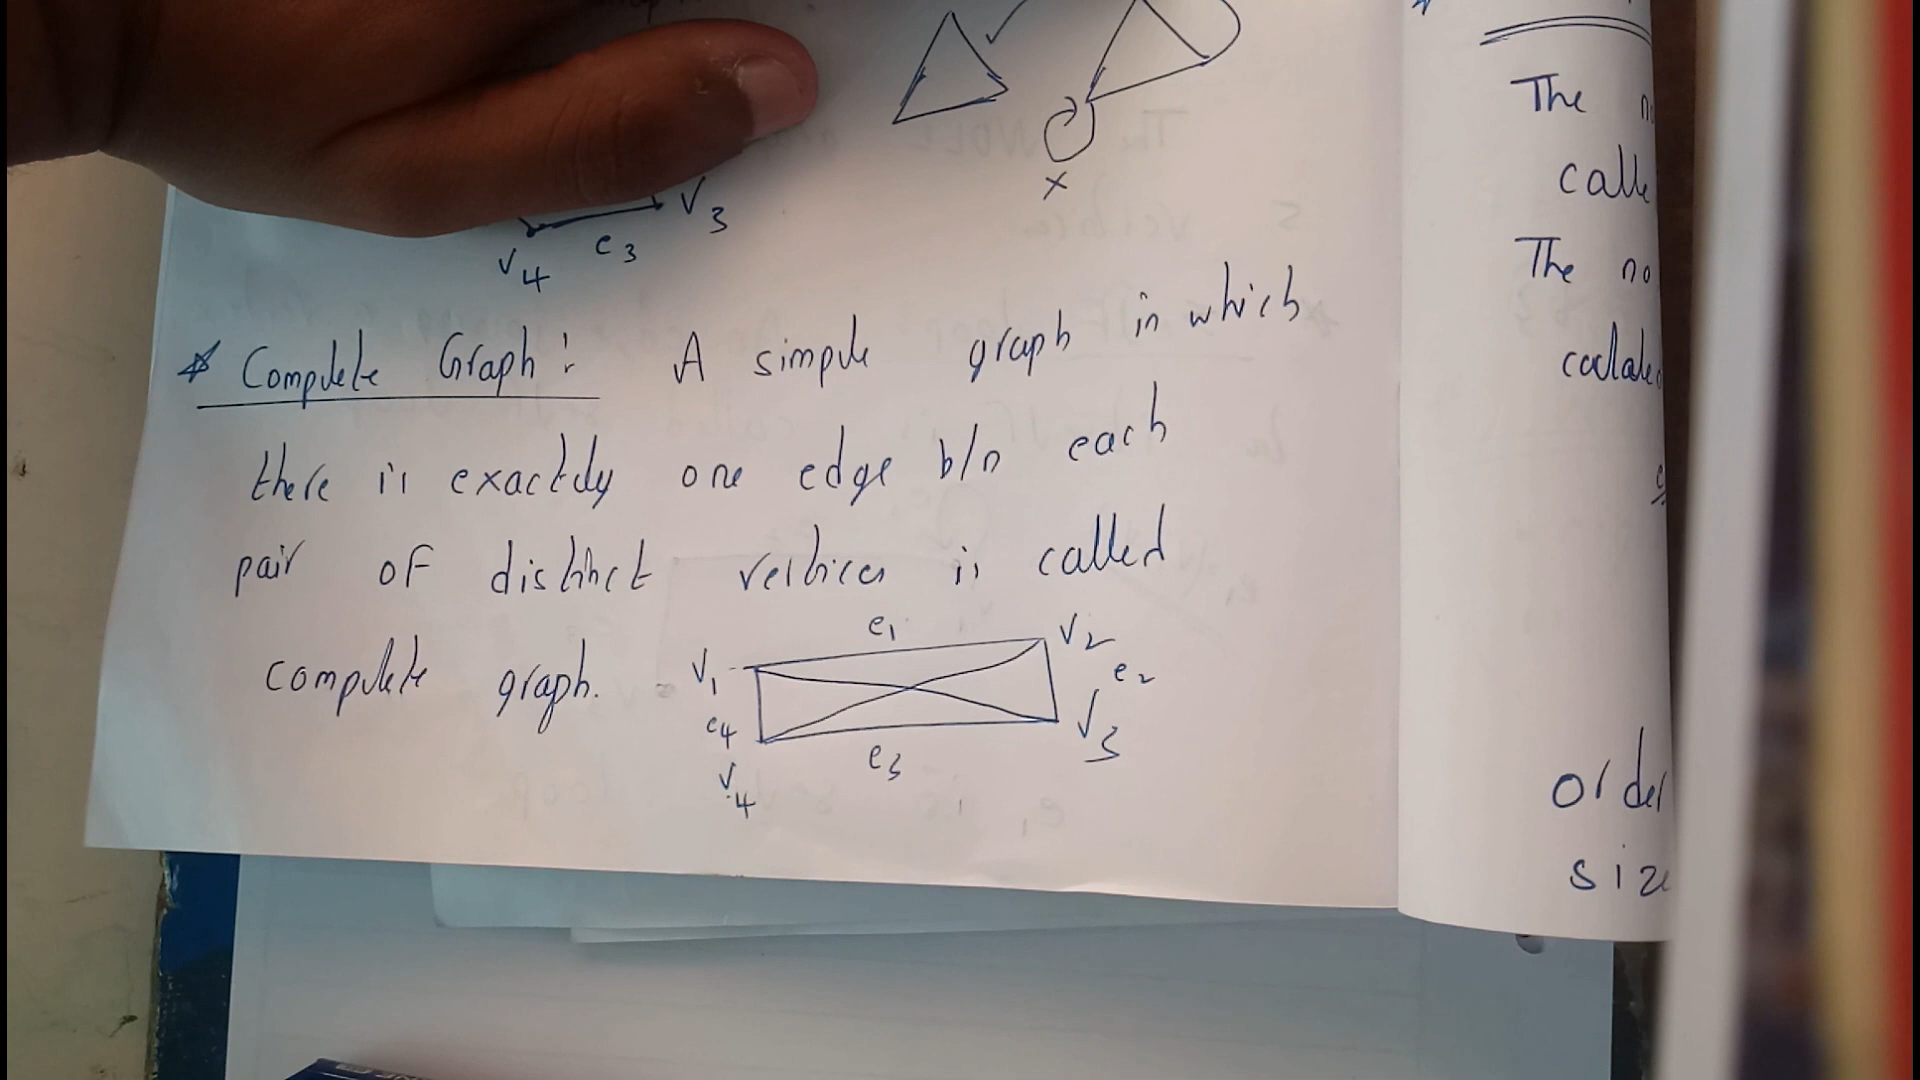 V3
V4 e3
x
* Complete Graph: A simple graph in which
there is exactly one edge b/n each
pair of distinct vertices is called
complete graph.
e1
V1 V2
e2
e4 V3
e3
V4
The
calle
The no
order
size